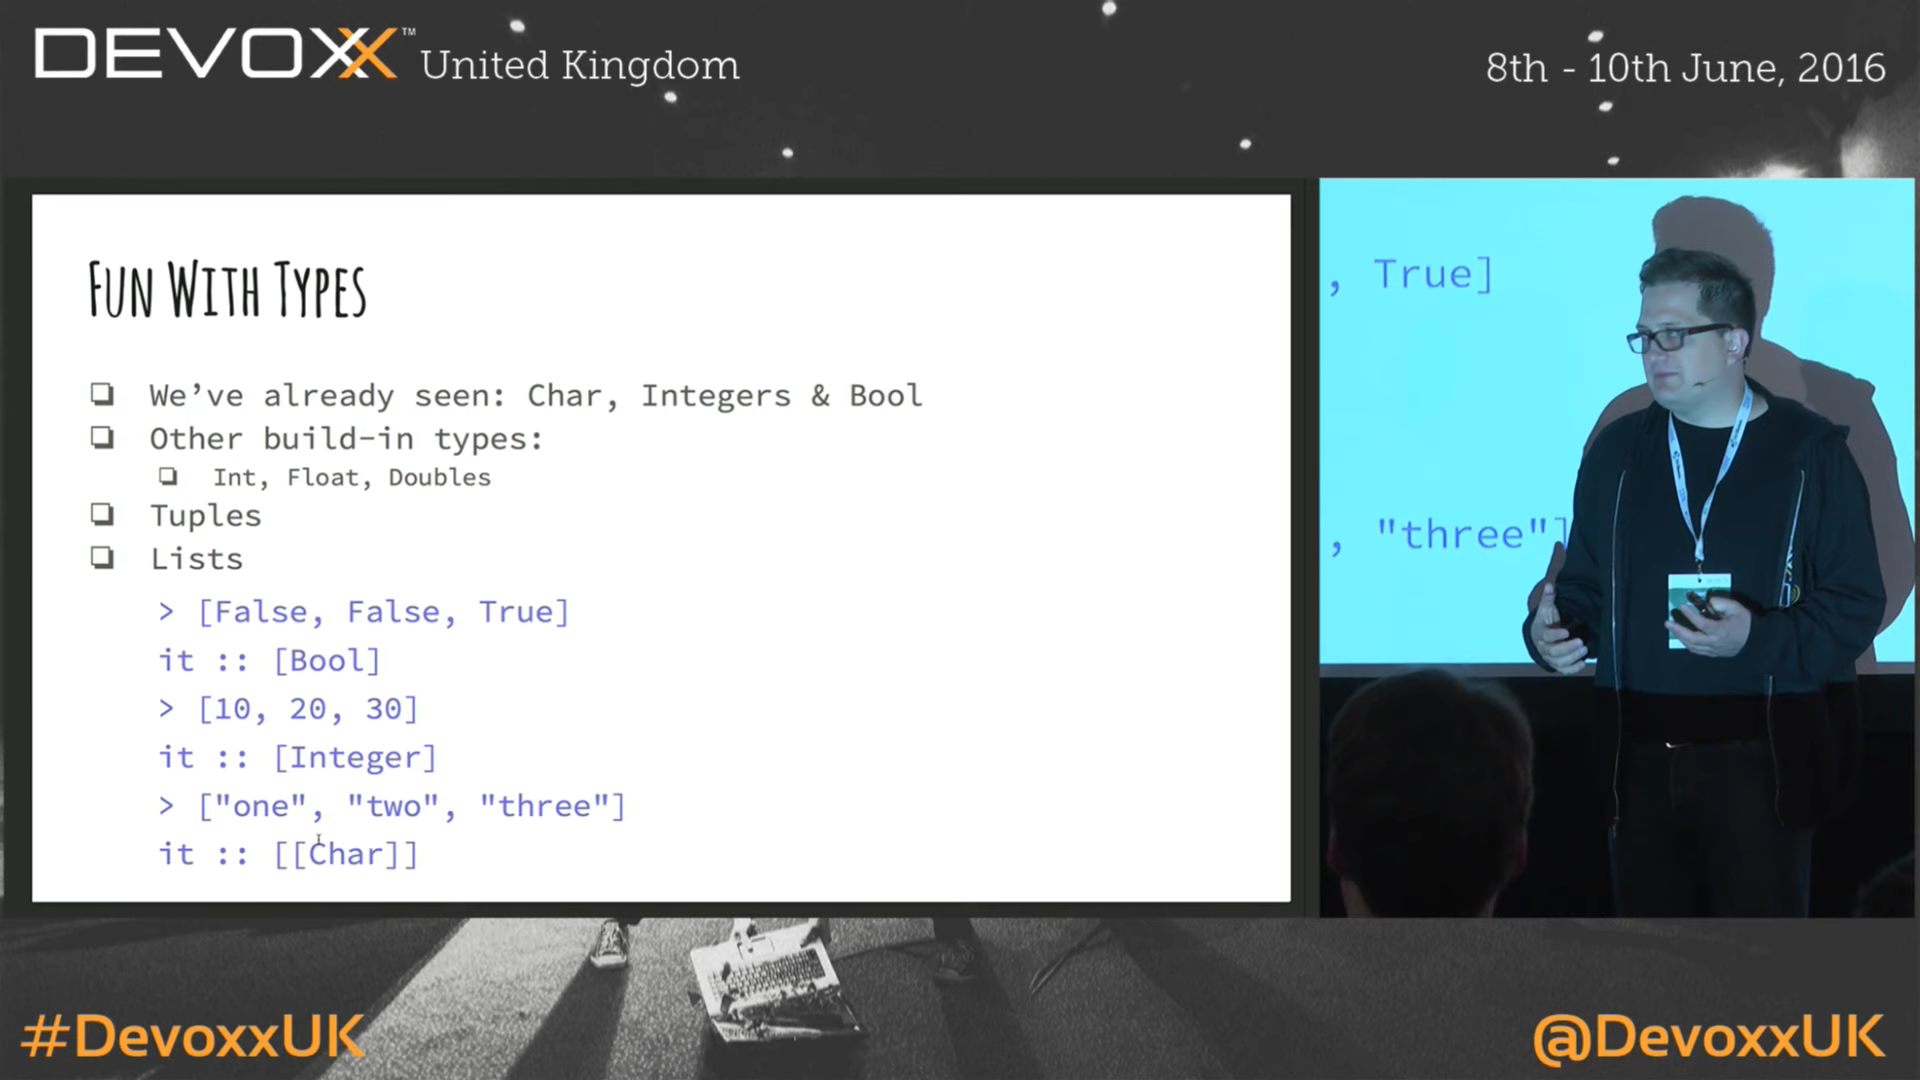 DEVOXX™ United Kingdom
8th - 10th June, 2016
FUN WITH TYPES
❏ We've already seen: Char, Integers & Bool
❏ Other build-in types:
❏ Int, Float, Doubles
❏ Tuples
❏ Lists
> [False, False, True]
it :: [Bool]
> [10, 20, 30]
it :: [Integer]
> ["one", "two", "three"]
it :: [[Char]]
, True]
, "three"]
#DevoxxUK
@DevoxxUK